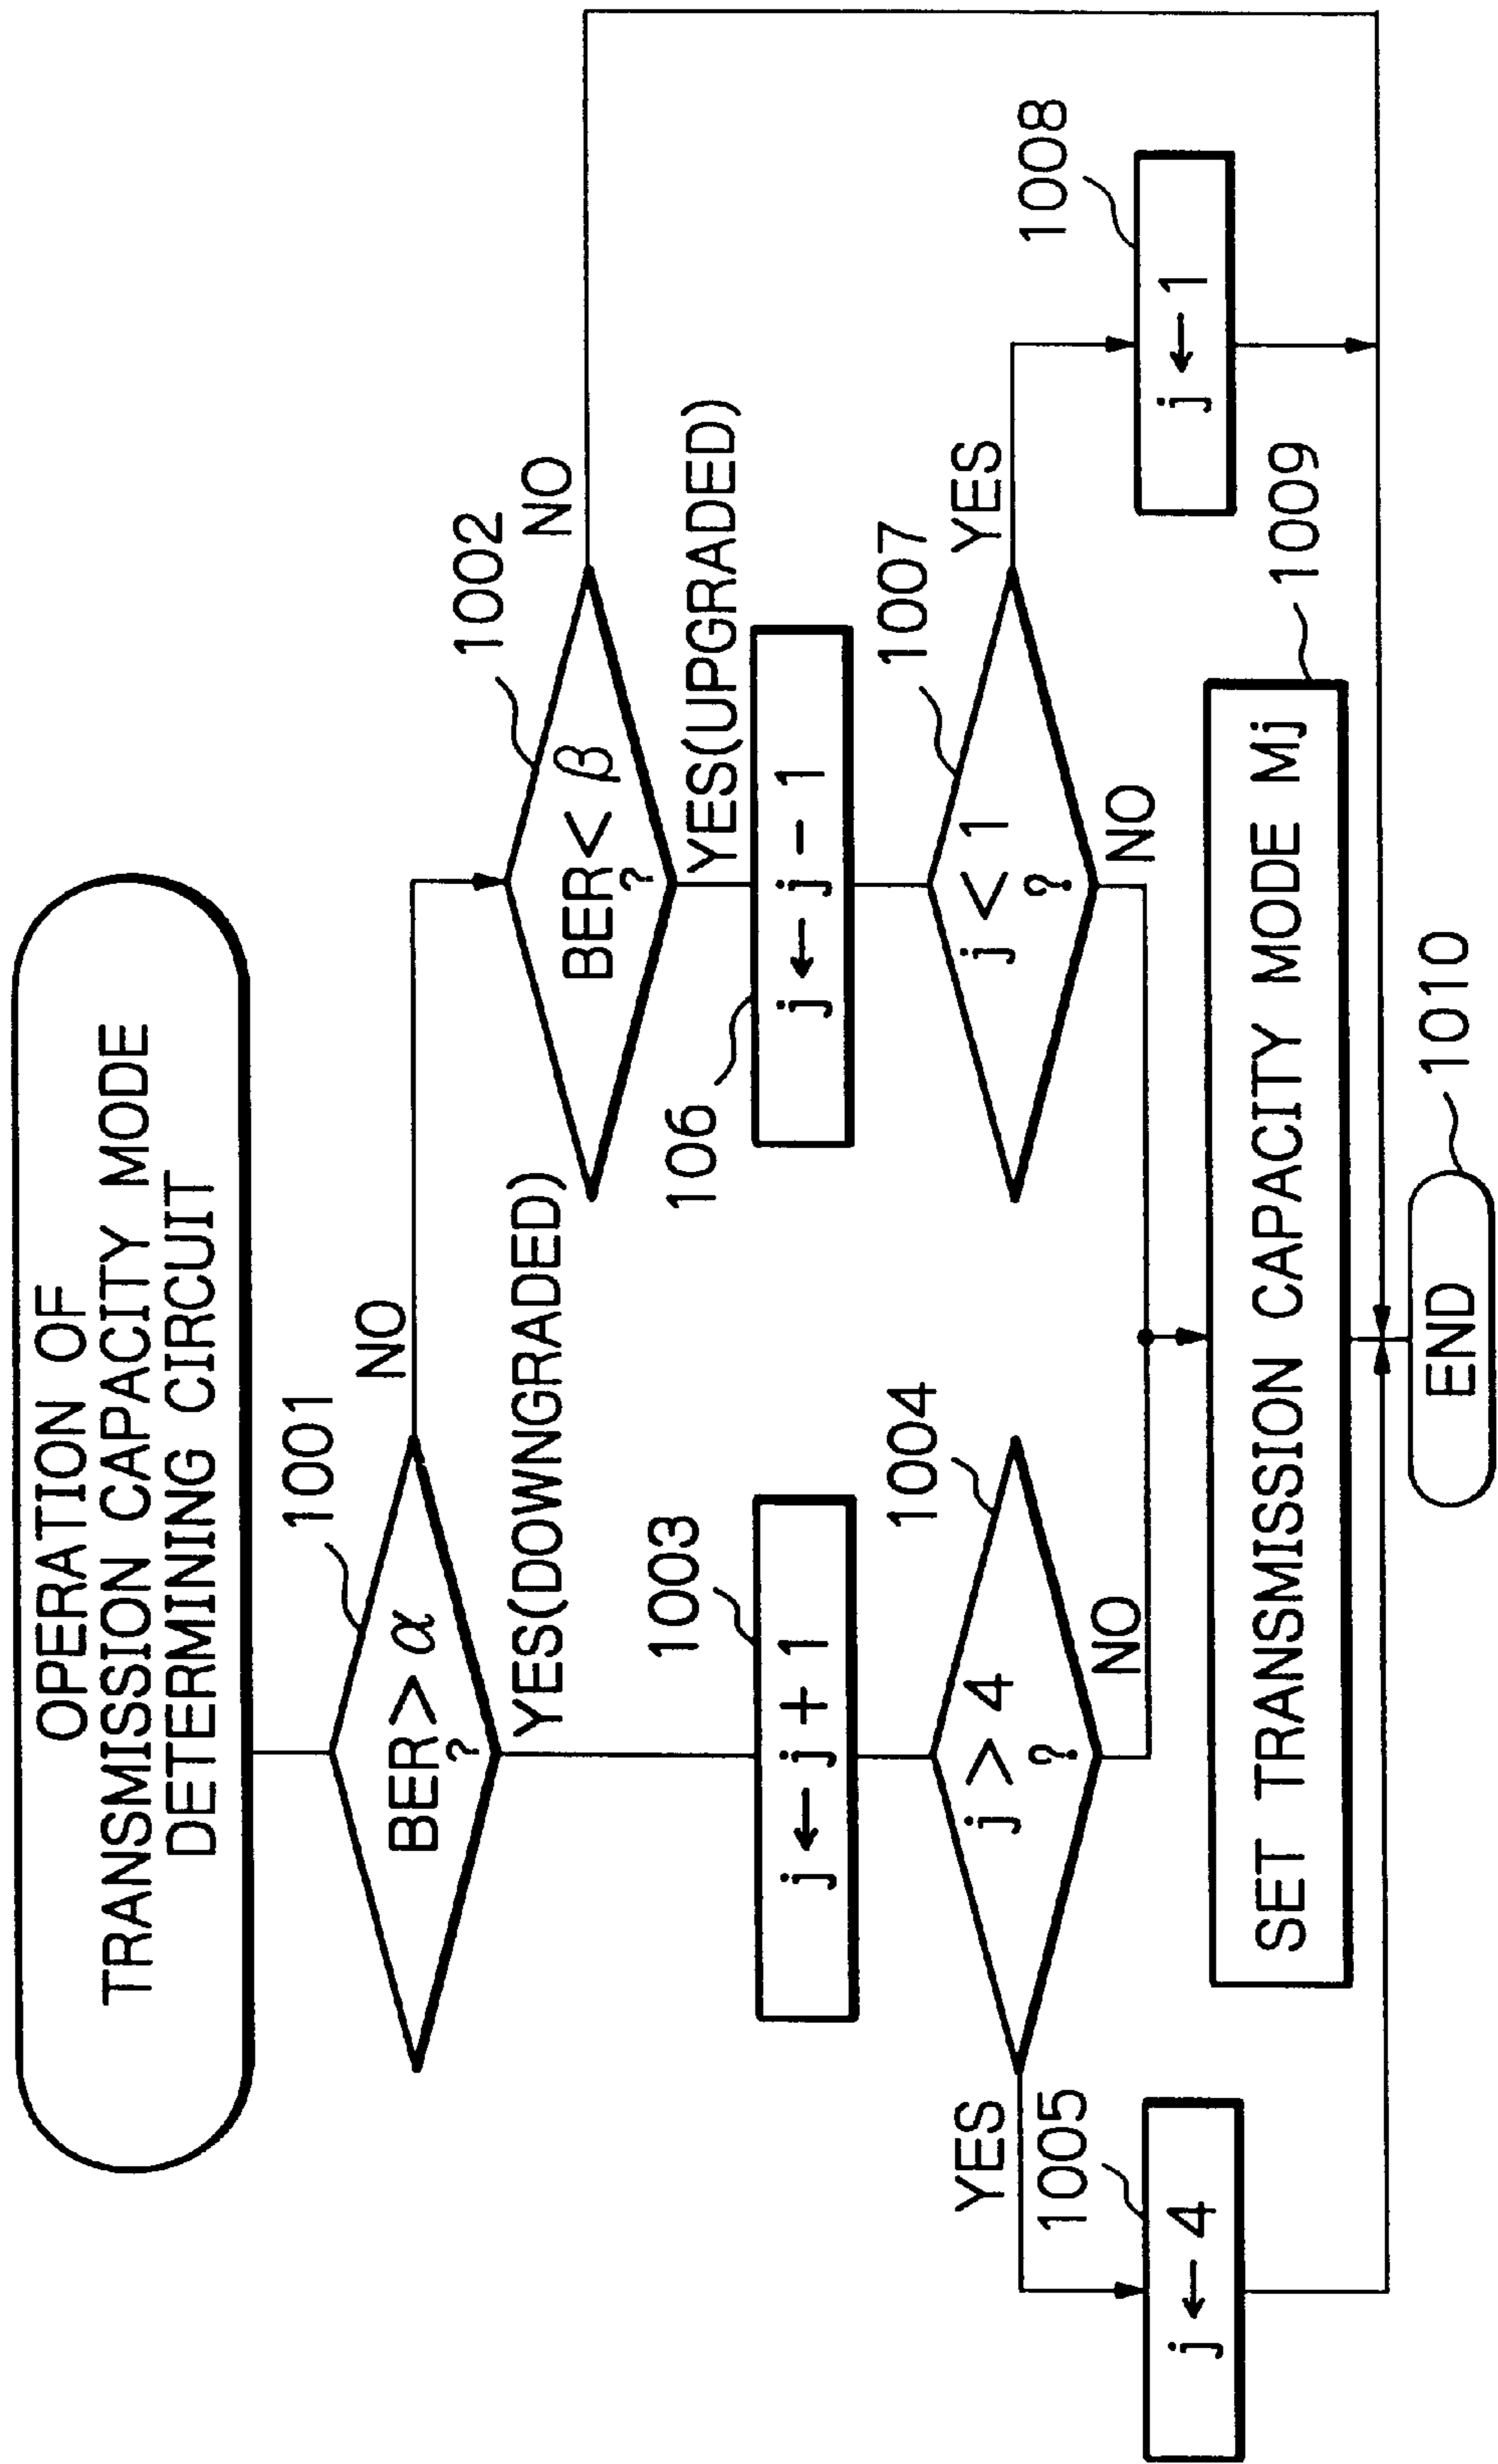 OPERATION OF
TRANSMISSION CAPACITY MODE
DETERMINING CIRCUIT
1001
BER > α
?
NO
YES(DOWNGRADED)
1002
BER < β
?
NO
YES(UPGRADED)
1003
j ← j + 1
106
j ← j − 1
1004
j > 4
?
YES
NO
1007
j < 1
?
YES
NO
1005
j ← 4
1008
j ← 1
1009
SET TRANSMISSION CAPACITY MODE Mj
END
1010